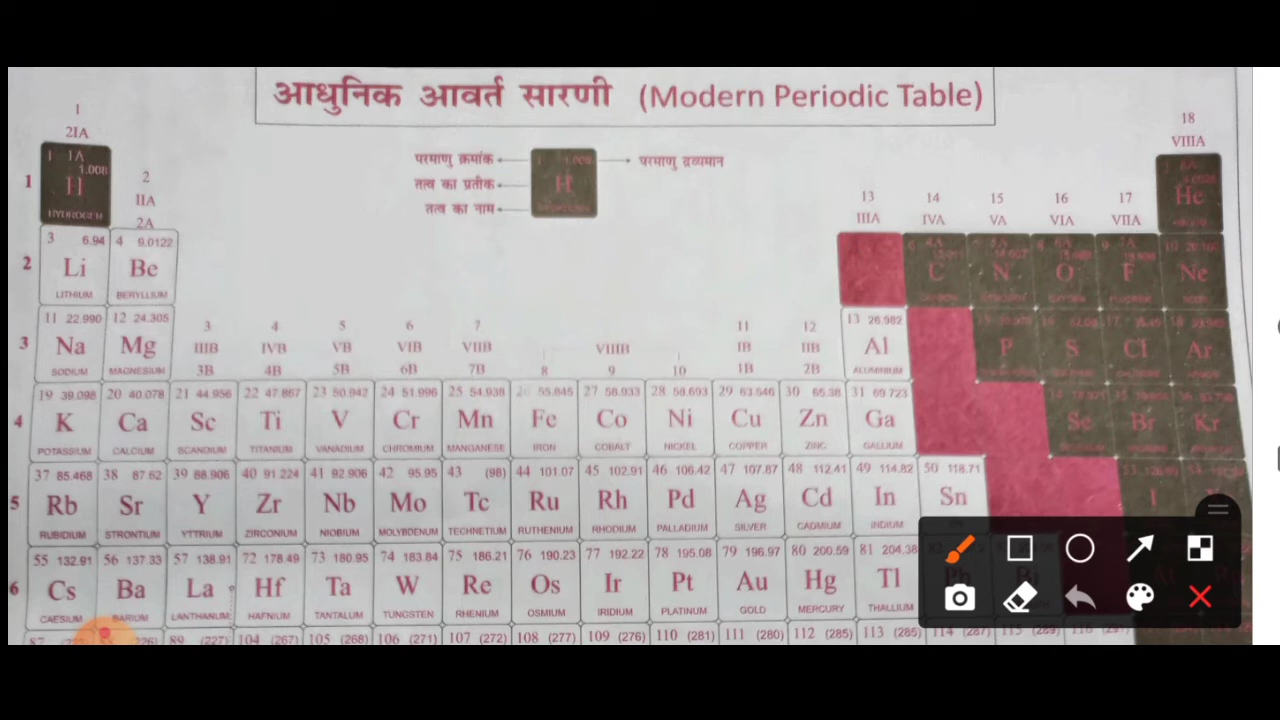 आधुनिक आवर्त सारणी (Modern Periodic Table)
1
2IA
18
VIIIA
1 1A
1.008
H
HYDROGEN
2
IIA
2A
परमाणु क्रमांक
परमाणु द्रव्यमान
तत्व का प्रतीक
H
तत्व का नाम
13
IIIA
14
IVA
15
VA
16
VIA
17
VIIA
He
1
2
3 6.94
Li
LITHIUM
4 9.0122
Be
BERYLLIUM
C
N
O
F
Ne
3
11 22.990
Na
SODIUM
12 24.305
Mg
MAGNESIUM
3
IIIB
3B
4
IVB
4B
5
VB
5B
6
VIB
6B
7
VIIB
7B
VIIIB
8 9 10
11
IB
1B
12
IIB
2B
13 26.982
Al
ALUMINIUM
P
S
Cl
Ar
4
19 39.098 20 40.078 21 44.956 22 47.867 23 50.942 24 51.996 25 54.938 26 55.845 27 58.933 28 58.693 29 63.546 30 65.38 31 69.723
K Ca Sc Ti V Cr Mn Fe Co Ni Cu Zn Ga Se Br Kr
POTASSIUM CALCIUM SCANDIUM TITANIUM VANADIUM CHROMIUM MANGANESE IRON COBALT NICKEL COPPER ZINC GALLIUM
5
37 85.468 38 87.62 39 88.906 40 91.224 41 92.906 42 95.95 43 (98) 44 101.07 45 102.91 46 106.42 47 107.87 48 112.41 49 114.82 50 118.71
Rb Sr Y Zr Nb Mo Tc Ru Rh Pd Ag Cd In Sn I
RUBIDIUM STRONTIUM YTTRIUM ZIRCONIUM NIOBIUM MOLYBDENUM TECHNETIUM RUTHENIUM RHODIUM PALLADIUM SILVER CADMIUM INDIUM
6
55 132.91 56 137.33 57 138.91 72 178.49 73 180.95 74 183.84 75 186.21 76 190.23 77 192.22 78 195.08 79 196.97 80 200.59 81 204.38
Cs Ba La Hf Ta W Re Os Ir Pt Au Hg Tl
CAESIUM BARIUM LANTHANUM HAFNIUM TANTALUM TUNGSTEN RHENIUM OSMIUM IRIDIUM PLATINUM GOLD MERCURY THALLIUM
87 89 (227) 104 (267) 105 (268) 106 (271) 107 (272) 108 (277) 109 (276) 110 (281) 111 (280) 112 (285) 113 (285) 114 (287) 115 (289) 116